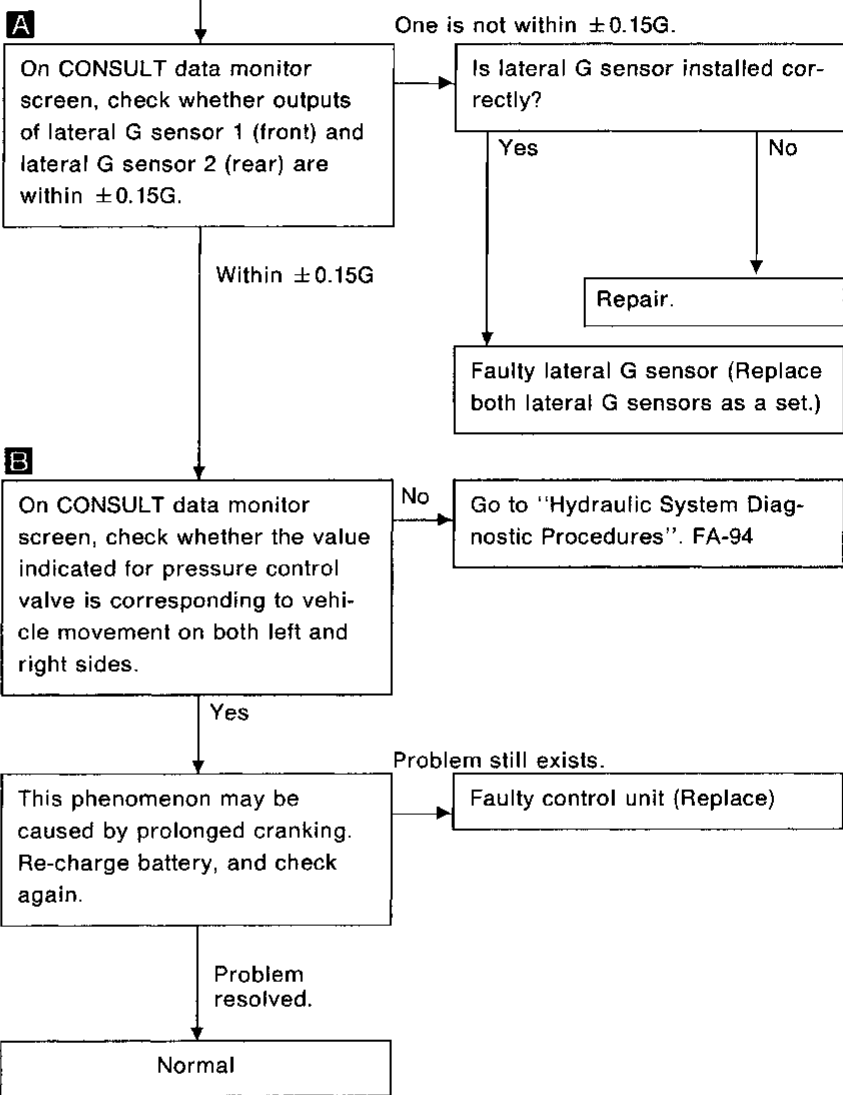 A
One is not within ±0.15G.
On CONSULT data monitor
screen, check whether outputs
of lateral G sensor 1 (front) and
lateral G sensor 2 (rear) are
within ±0.15G.
Is lateral G sensor installed cor-
rectly?
Yes
No
Repair.
Faulty lateral G sensor (Replace
both lateral G sensors as a set.)
Within ±0.15G
B
On CONSULT data monitor
screen, check whether the value
indicated for pressure control
valve is corresponding to vehi-
cle movement on both left and
right sides.
No
Go to "Hydraulic System Diag-
nostic Procedures". FA-94
Yes
This phenomenon may be
caused by prolonged cranking.
Re-charge battery, and check
again.
Problem still exists.
Faulty control unit (Replace)
Problem
resolved.
Normal